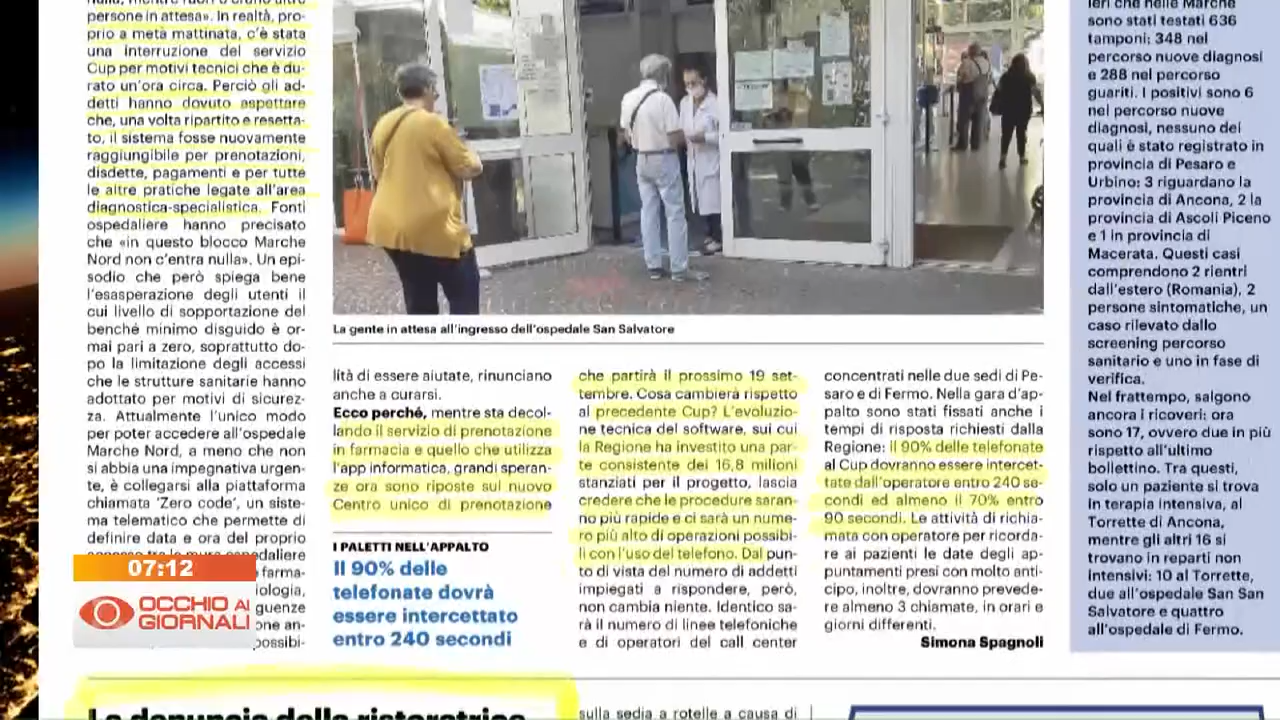 nulla, mentre fuori c'erano altre
persone in attesa». In realtà, pro-
prio a metà mattinata, c'è stata
una interruzione del servizio
Cup per motivi tecnici che è du-
rato un'ora circa. Perciò gli ad-
detti hanno dovuto aspettare
che, una volta ripartito e resetta-
to, il sistema fosse nuovamente
raggiungibile per prenotazioni,
disdette, pagamenti e per tutte
le altre pratiche legate all'area
diagnostica-specialistica. Fonti
ospedaliere hanno precisato
che «in questo blocco Marche
Nord non c'entra nulla». Un epi-
sodio che però spiega bene
l'esasperazione degli utenti il
cui livello di sopportazione del
benché minimo disguido è or-
mai pari a zero, soprattutto do-
po la limitazione degli accessi
che le strutture sanitarie hanno
adottato per motivi di sicurez-
za. Attualmente l'unico modo
per poter accedere all'ospedale
Marche Nord, a meno che non
si abbia una impegnativa urgen-
te, è collegarsi alla piattaforma
chiamata 'Zero code', un siste-
ma telematico che permette di
definire data e ora del proprio
accesso tra le mura ospedaliere
farma-
iologia,
guenze
one an-
possibi-
07:12
OCCHIO AI
GIORNALI
La gente in attesa all'ingresso dell'ospedale San Salvatore
lità di essere aiutate, rinunciano
anche a curarsi.
Ecco perché, mentre sta decol-
lando il servizio di prenotazione
in farmacia e quello che utilizza
l'app informatica, grandi speran-
ze ora sono riposte sul nuovo
Centro unico di prenotazione
I PALETTI NELL'APPALTO
Il 90% delle
telefonate dovrà
essere intercettato
entro 240 secondi
che partirà il prossimo 19 set-
tembre. Cosa cambierà rispetto
al precedente Cup? L'evoluzio-
ne tecnica del software, sui cui
la Regione ha investito una par-
te consistente dei 16,8 milioni
stanziati per il progetto, lascia
credere che le procedure saran-
no più rapide e ci sarà un nume-
ro più alto di operazioni possibi-
li con l'uso del telefono. Dal pun-
to di vista del numero di addetti
impiegati a rispondere, però,
non cambia niente. Identico sa-
rà il numero di linee telefoniche
e di operatori del call center
concentrati nelle due sedi di Pe-
saro e di Fermo. Nella gara d'ap-
palto sono stati fissati anche i
tempi di risposta richiesti dalla
Regione: il 90% delle telefonate
al Cup dovranno essere intercet-
tate dall'operatore entro 240 se-
condi ed almeno il 70% entro
90 secondi. Le attività di richia-
mata con operatore per ricorda-
re ai pazienti le date degli ap-
puntamenti presi con molto anti-
cipo, inoltre, dovranno prevede-
re almeno 3 chiamate, in orari e
giorni differenti.
Simona Spagnoli
ieri che nelle Marche
sono stati testati 636
tamponi: 348 nel
percorso nuove diagnosi
e 288 nel percorso
guariti. I positivi sono 6
nel percorso nuove
diagnosi, nessuno dei
quali è stato registrato in
provincia di Pesaro e
Urbino: 3 riguardano la
provincia di Ancona, 2 la
provincia di Ascoli Piceno
e 1 in provincia di
Macerata. Questi casi
comprendono 2 rientri
dall'estero (Romania), 2
persone sintomatiche, un
caso rilevato dallo
screening percorso
sanitario e uno in fase di
verifica.
Nel frattempo, salgono
ancora i ricoveri: ora
sono 17, ovvero due in più
rispetto all'ultimo
bollettino. Tra questi,
solo un paziente si trova
in terapia intensiva, al
Torrette di Ancona,
mentre gli altri 16 si
trovano in reparti non
intensivi: 10 al Torrette,
due all'ospedale San San
Salvatore e quattro
all'ospedale di Fermo.
La denuncia della ristoratrice
sulla sedia a rotelle a causa di